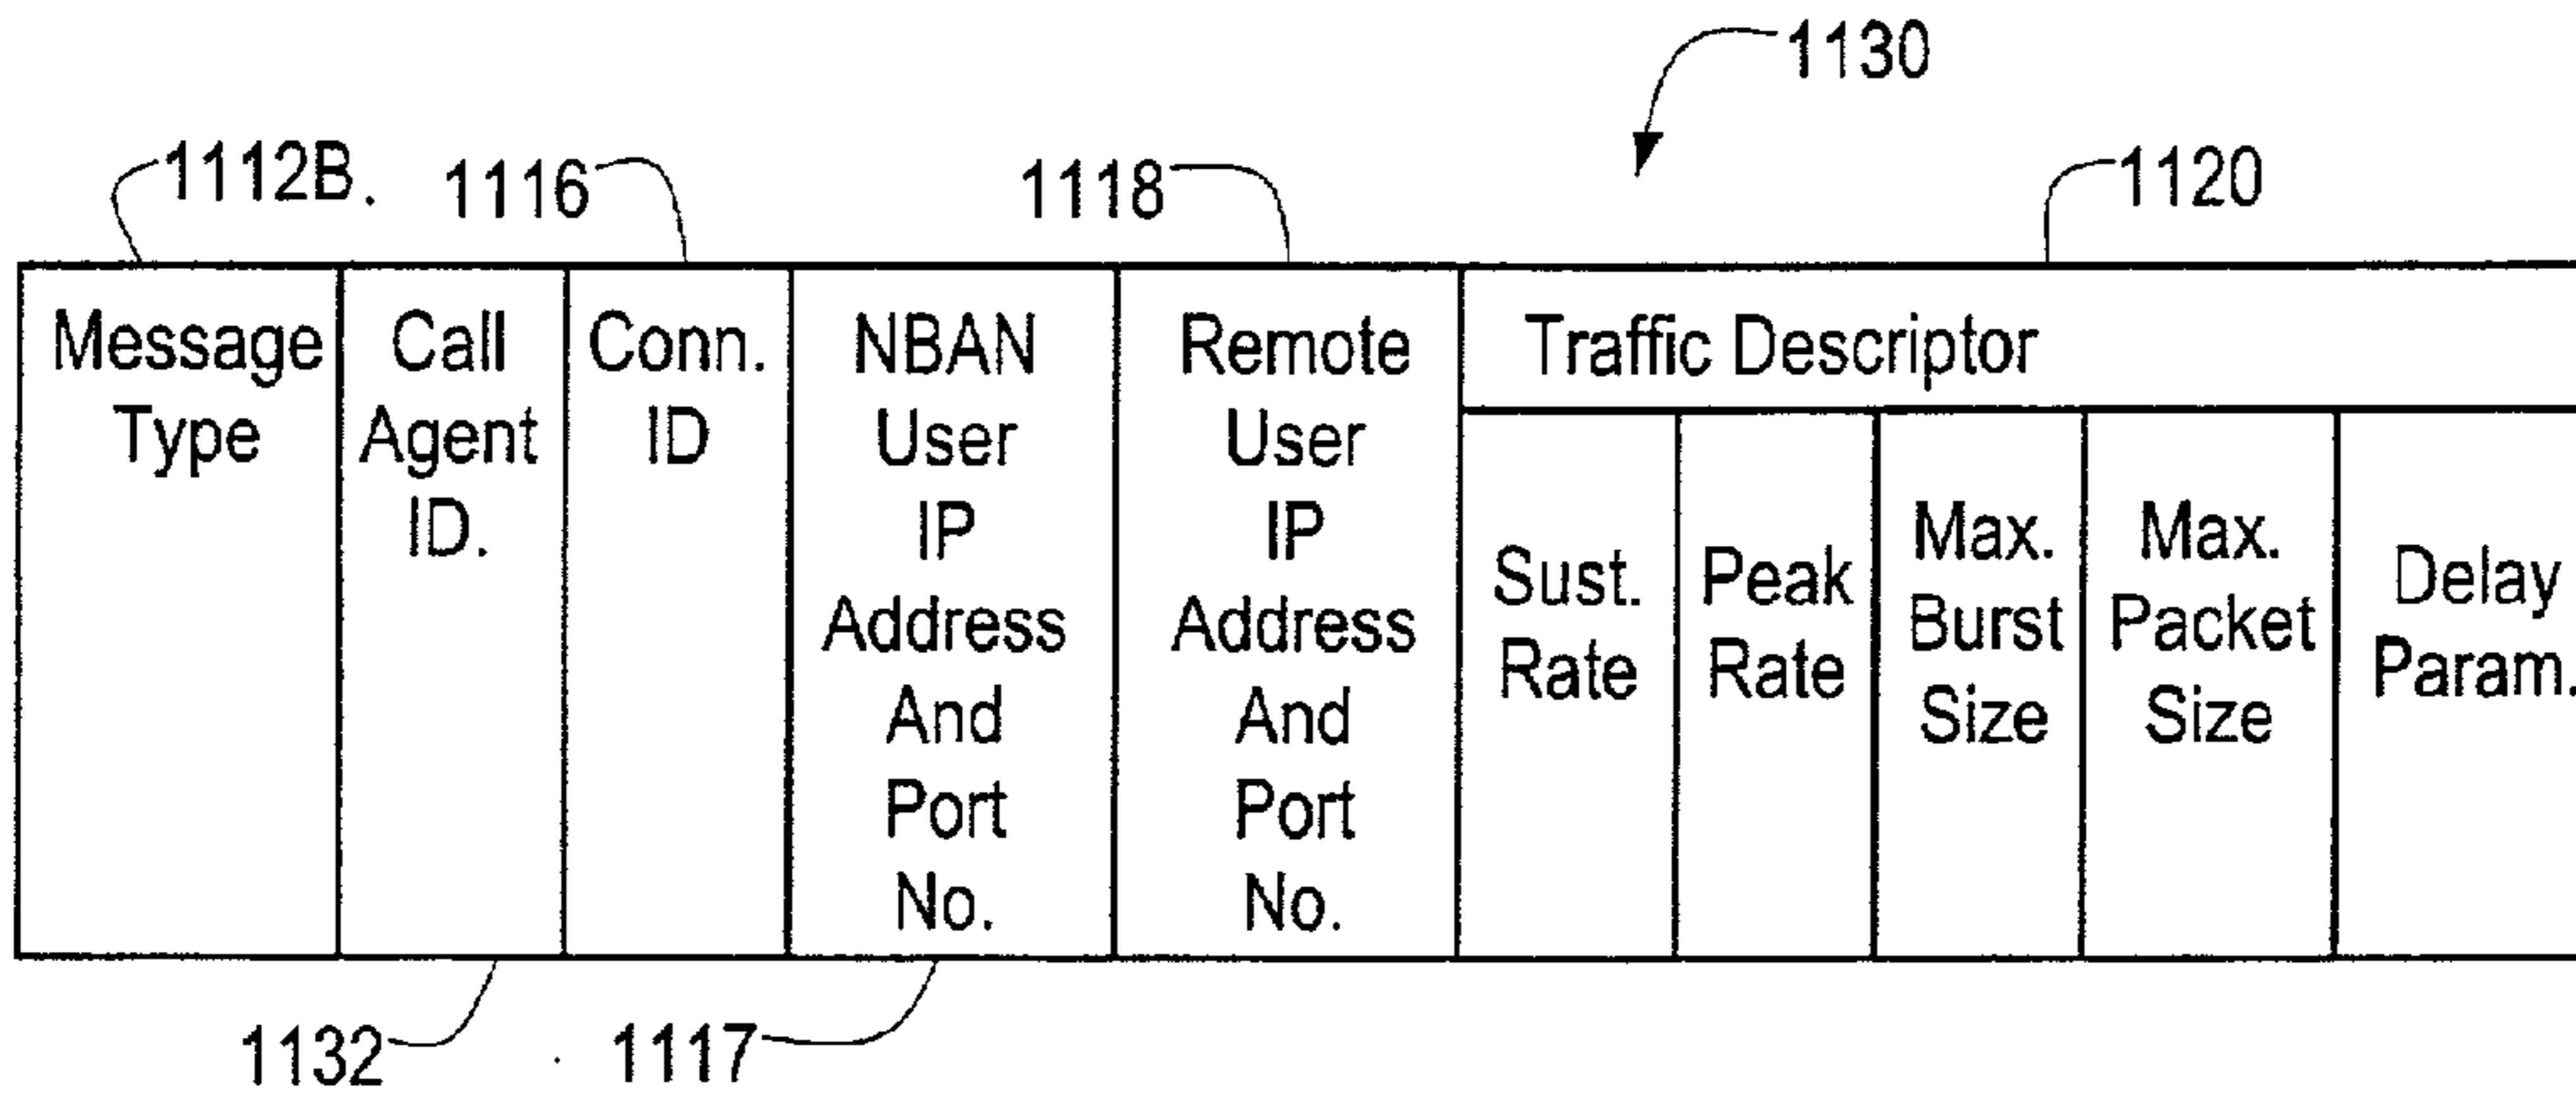 1130
1112B.
1116
1118
1120
Message
Type
Call
Agent
ID.
Conn.
ID
NBAN
User
IP
Address
And
Port
No.
Remote
User
IP
Address
And
Port
No.
Traffic Descriptor
Sust.
Rate
Peak
Rate
Max.
Burst
Size
Max.
Packet
Size
Delay
Param.
1132
1117